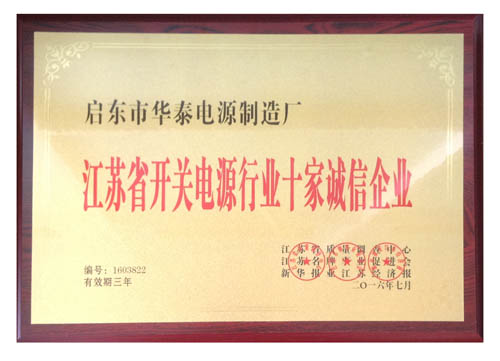 启东市华泰电源制造厂
江苏省开关电源行业十家诚信企业
江苏省质量调查中心
江苏名牌事业促进会
新华报业江苏经济报
二〇一六年七月
编号：1603822
有效期三年